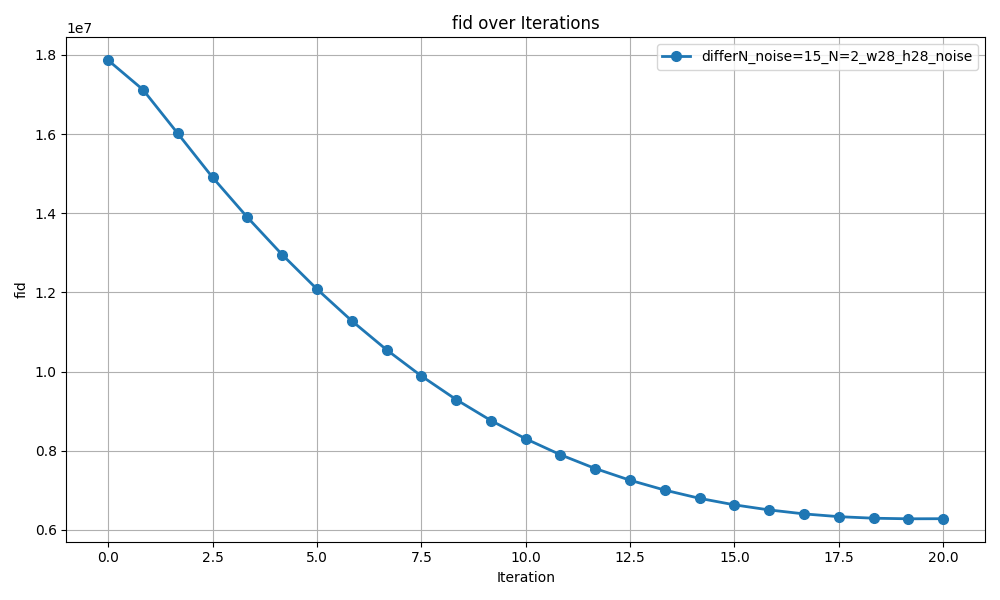 fid over Iterations
1e7
differN_noise=15_N=2_w28_h28_noise
1.8
1.6
1.4
1.2
1.0
0.8
0.6
fid
0.0 2.5 5.0 7.5 10.0 12.5 15.0 17.5 20.0
Iteration